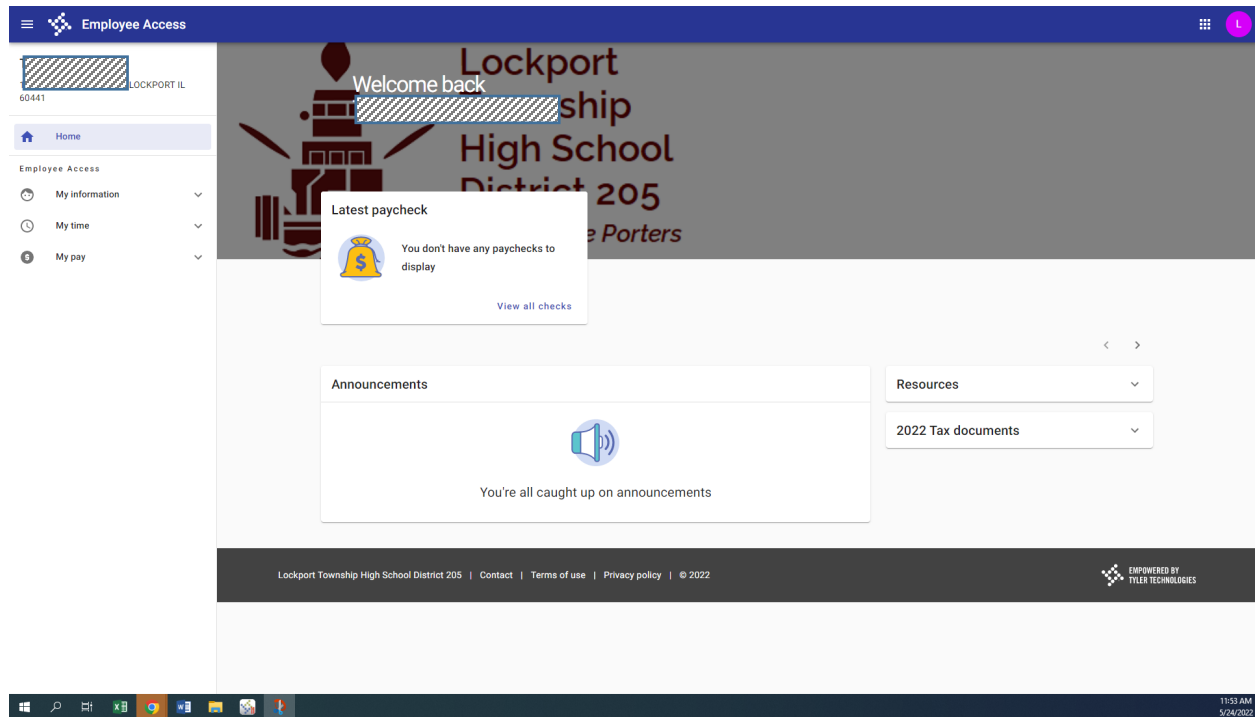 Employee Access
L
LOCKPORT IL
60441
Home
Employee Access
My information
My time
My pay
Lockport
Welcome back
ship
High School
District 205
Porters
Latest paycheck
You don't have any paychecks to
display
View all checks
Announcements
You're all caught up on announcements
Resources
2022 Tax documents
Lockport Township High School District 205 | Contact | Terms of use | Privacy policy | © 2022
EMPOWERED BY
TYLER TECHNOLOGIES
11:53 AM
5/24/2022